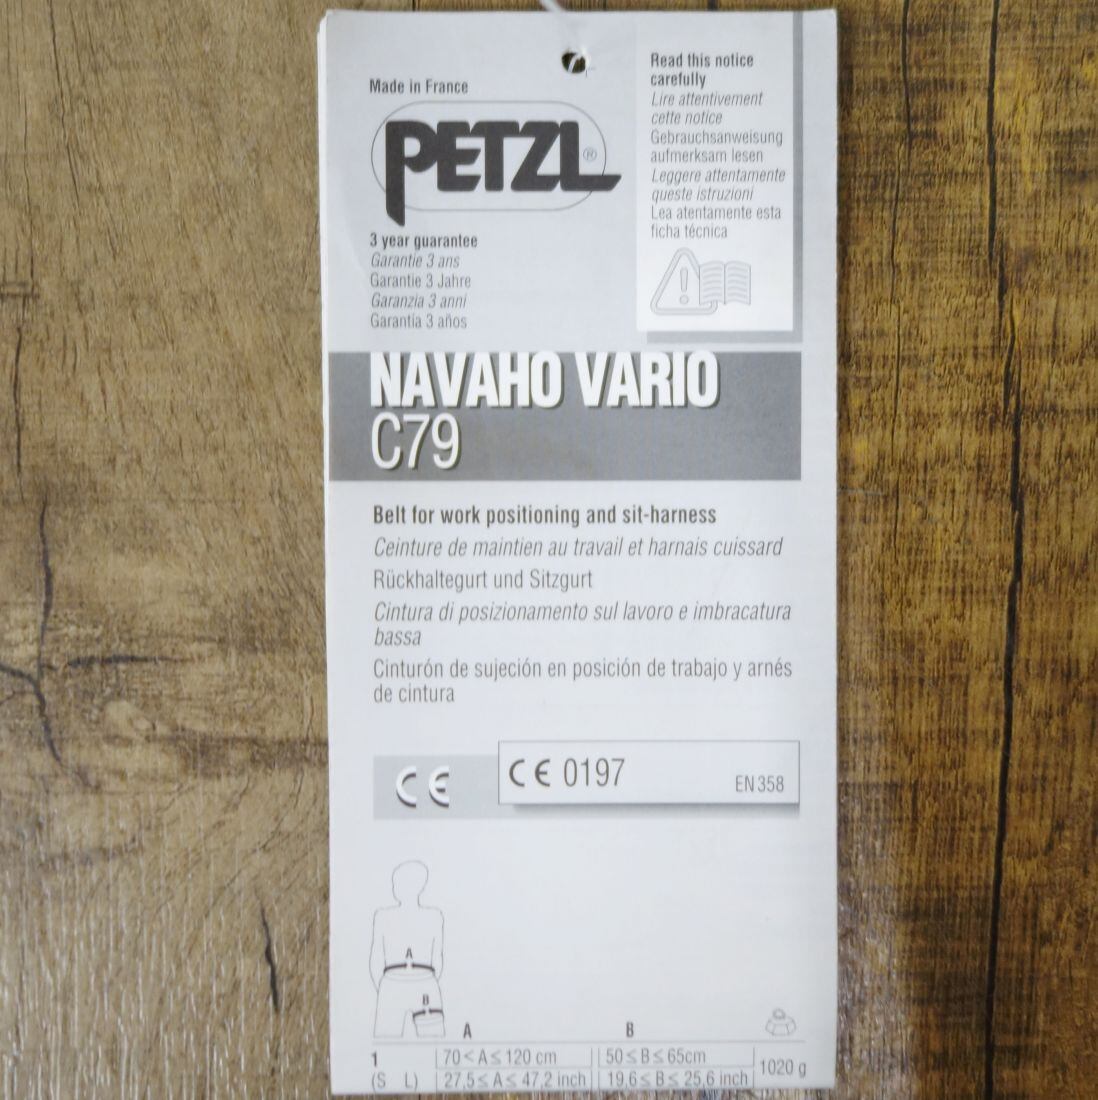 Made in France
PETZL®
3 year guarantee
Garantie 3 ans
Garantie 3 Jahre
Garanzia 3 anni
Garantía 3 años
Read this notice
carefully
Lire attentivement
cette notice
Gebrauchsanweisung
aufmerksam lesen
Leggere attentamente
queste istruzioni
Lea atentamente esta
ficha técnica
NAVAHO VARIO
C79
Belt for work positioning and sit-harness
Ceinture de maintien au travail et harnais cuissard
Rückhaltegurt und Sitzgurt
Cintura di posizionamento sul lavoro e imbracatura
bassa
Cinturón de sujeción en posición de trabajo y arnés
de cintura
CE
CE 0197
EN 358
A
B
A B
1 70 < A ≤ 120 cm 50 ≤ B ≤ 65cm 1020 g
(S L) 27,5 ≤ A ≤ 47,2 inch 19,6 ≤ B ≤ 25,6 inch